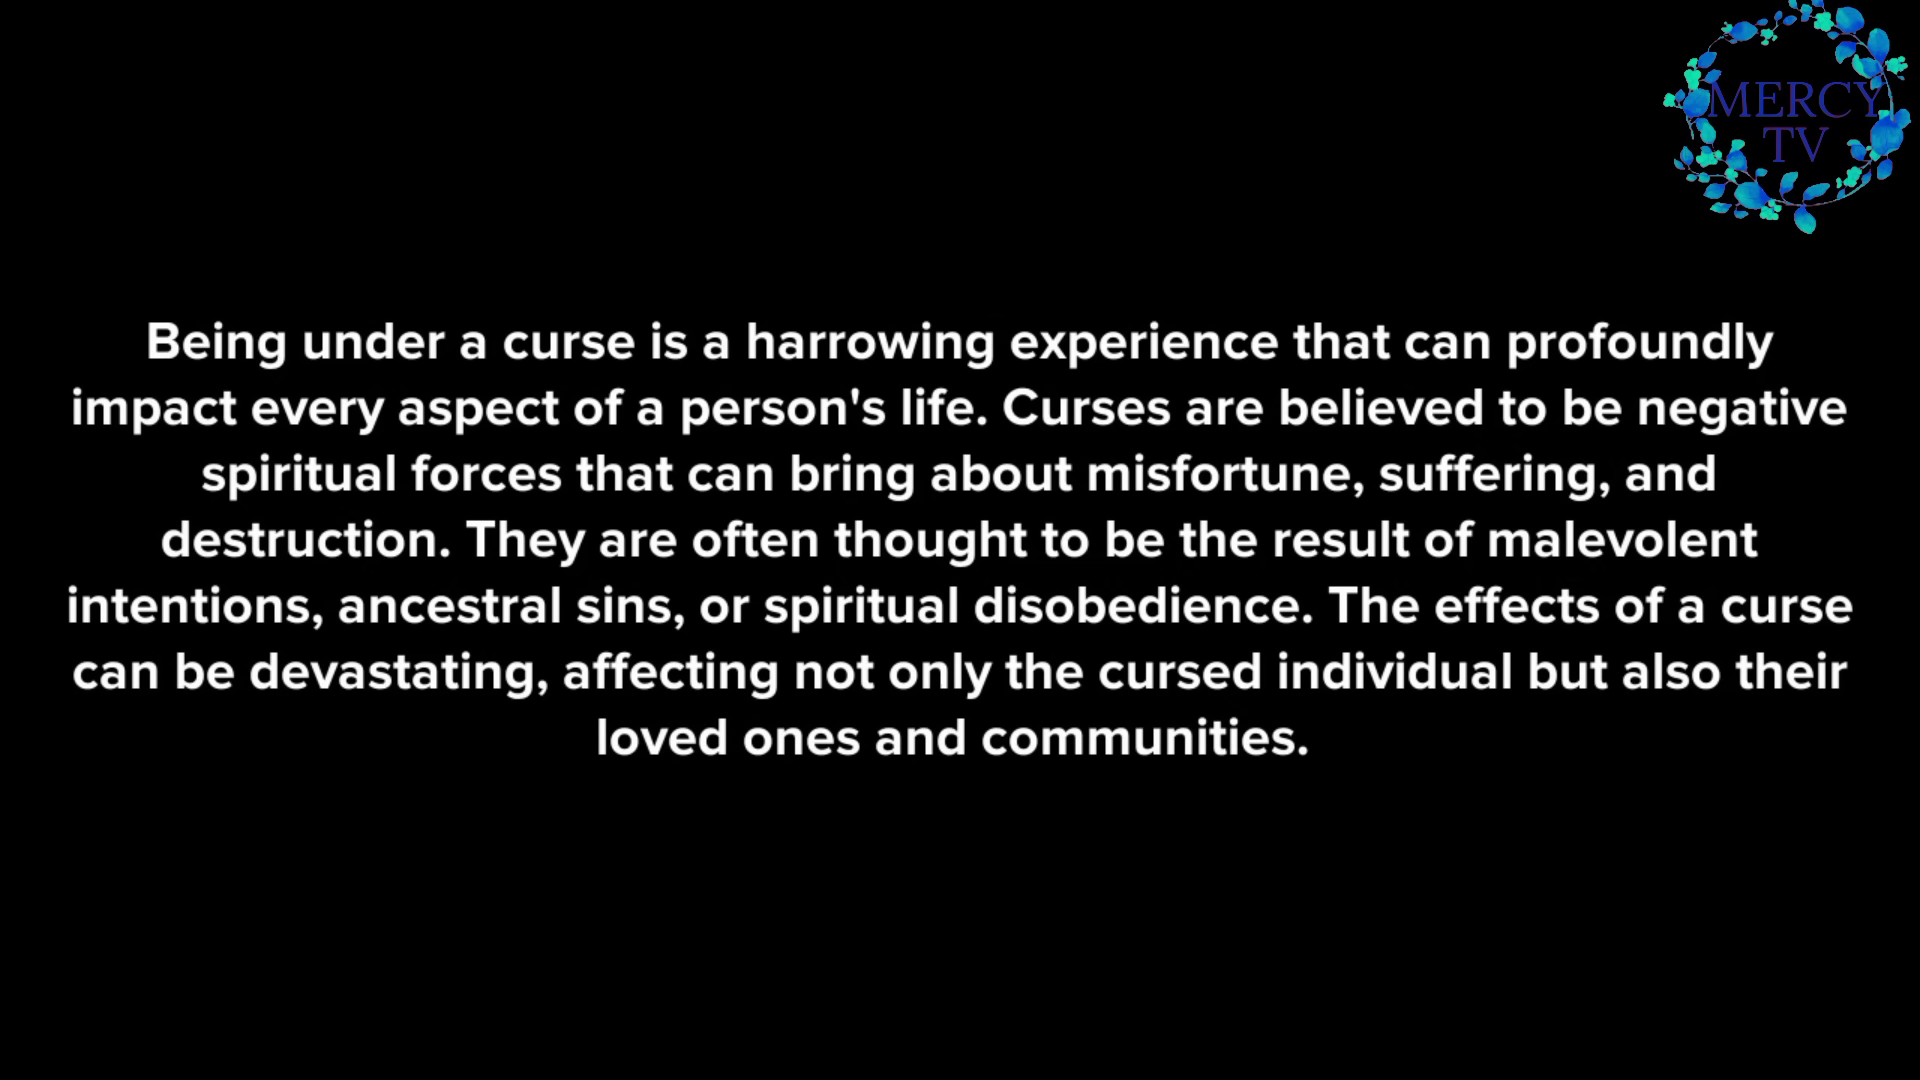 MERCY
TV
Being under a curse is a harrowing experience that can profoundly
impact every aspect of a person's life. Curses are believed to be negative
spiritual forces that can bring about misfortune, suffering, and
destruction. They are often thought to be the result of malevolent
intentions, ancestral sins, or spiritual disobedience. The effects of a curse
can be devastating, affecting not only the cursed individual but also their
loved ones and communities.